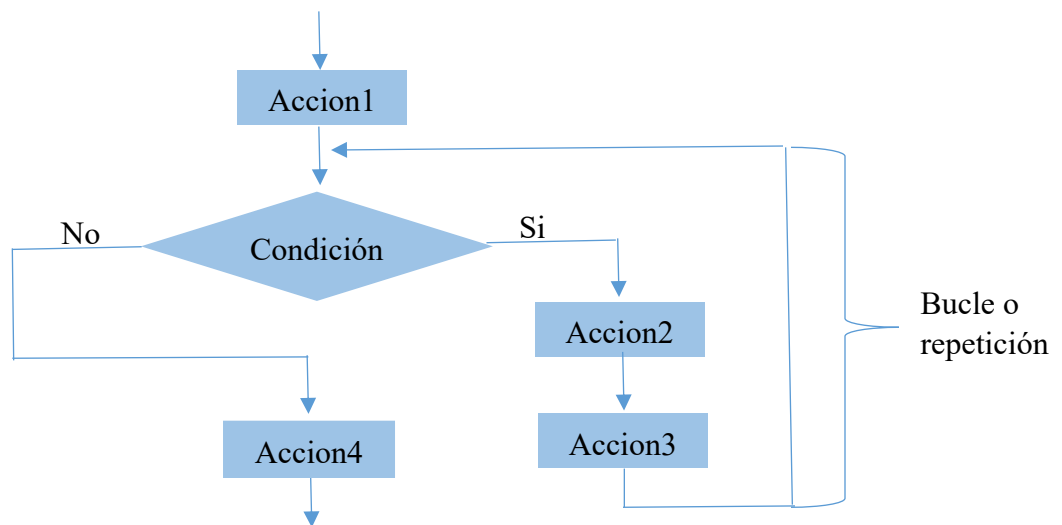 Accion1
No
Si
Condición
Accion2
Bucle o
repetición
Accion3
Accion4